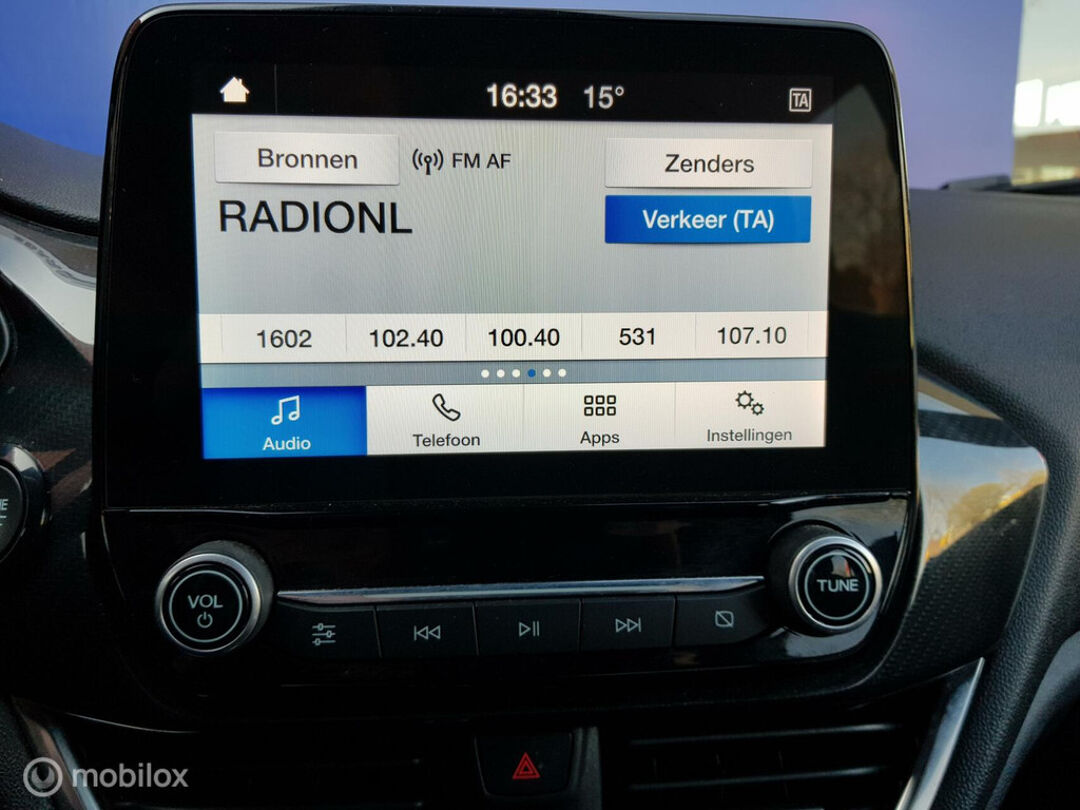 16:33 15°
TA
Bronnen
FM AF
Zenders
RADIONL
Verkeer (TA)
1602 102.40 100.40 531 107.10
Audio
Telefoon
Apps
Instellingen
VOL
TUNE
mobilox